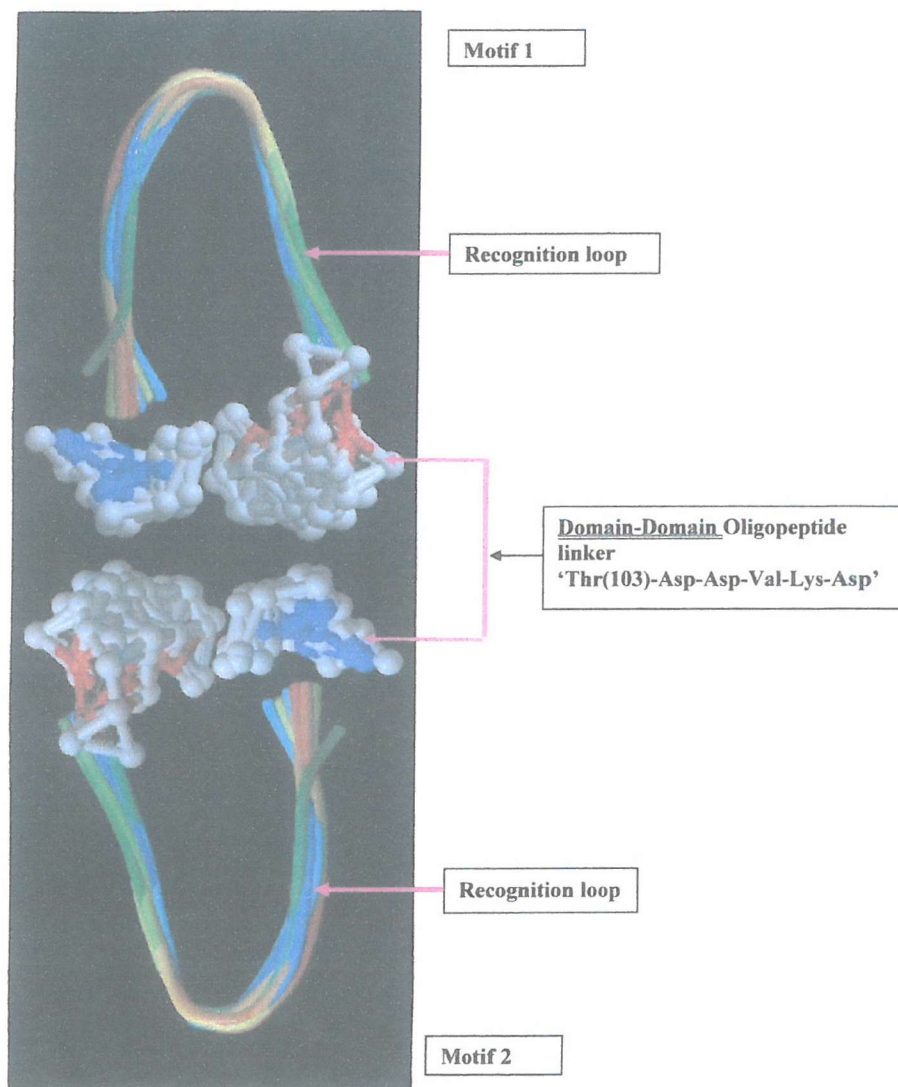 Motif 1
Recognition loop
Domain-Domain Oligopeptide
linker
‘Thr(103)-Asp-Asp-Val-Lys-Asp’
Recognition loop
Motif 2